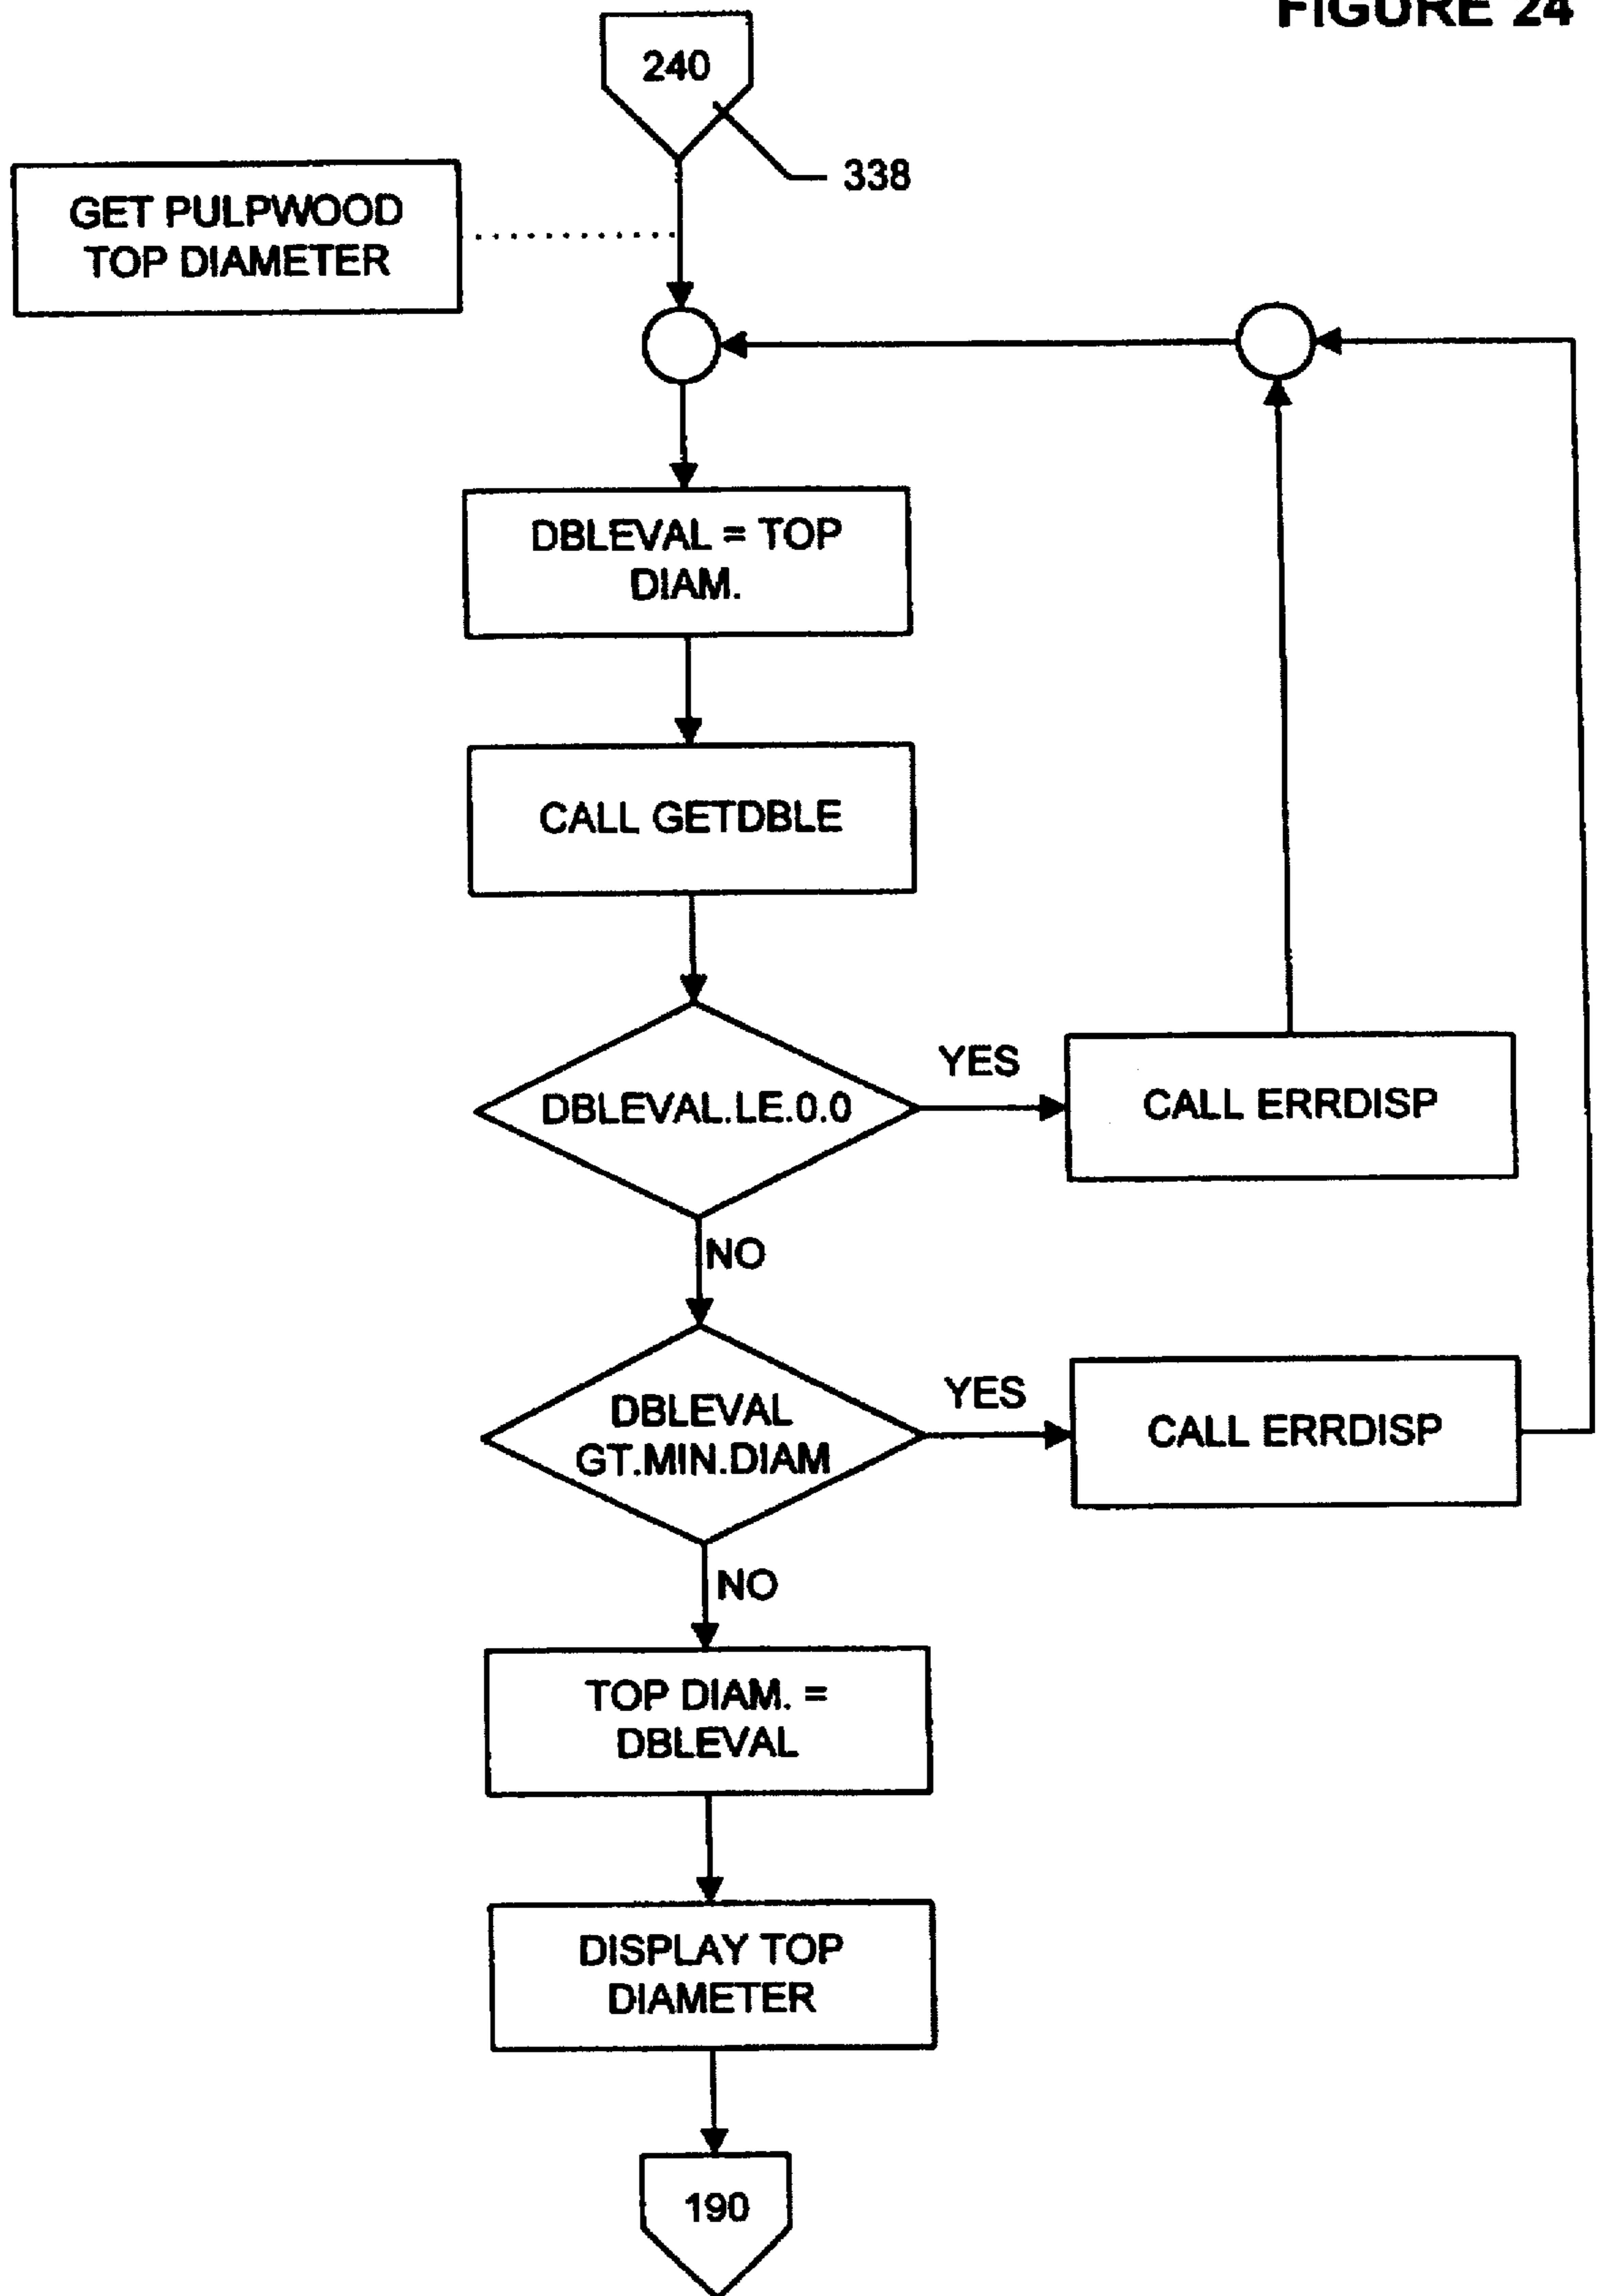 FIGURE 24
240
338
GET PULPWOOD
TOP DIAMETER
DBLEVAL = TOP
DIAM.
CALL GETDBLE
DBLEVAL.LE.0.0
YES
CALL ERRDISP
NO
DBLEVAL
GT.MIN.DIAM
YES
CALL ERRDISP
NO
TOP DIAM. =
DBLEVAL
DISPLAY TOP
DIAMETER
190